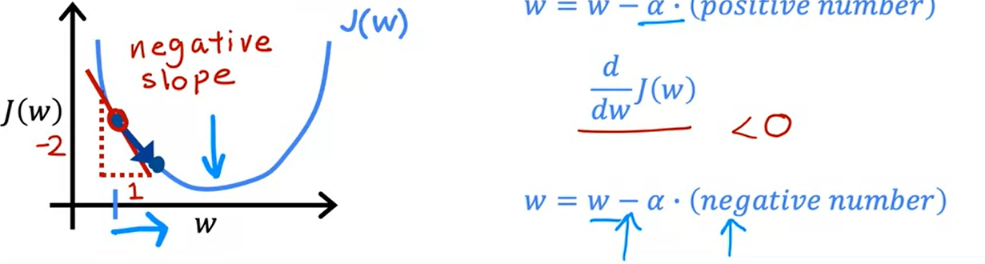 J(w)
negative
slope
J(w)
-2
1
w
w = w − α · (positive number)
d
dw
J(w)
<0
w = w − α · (negative number)